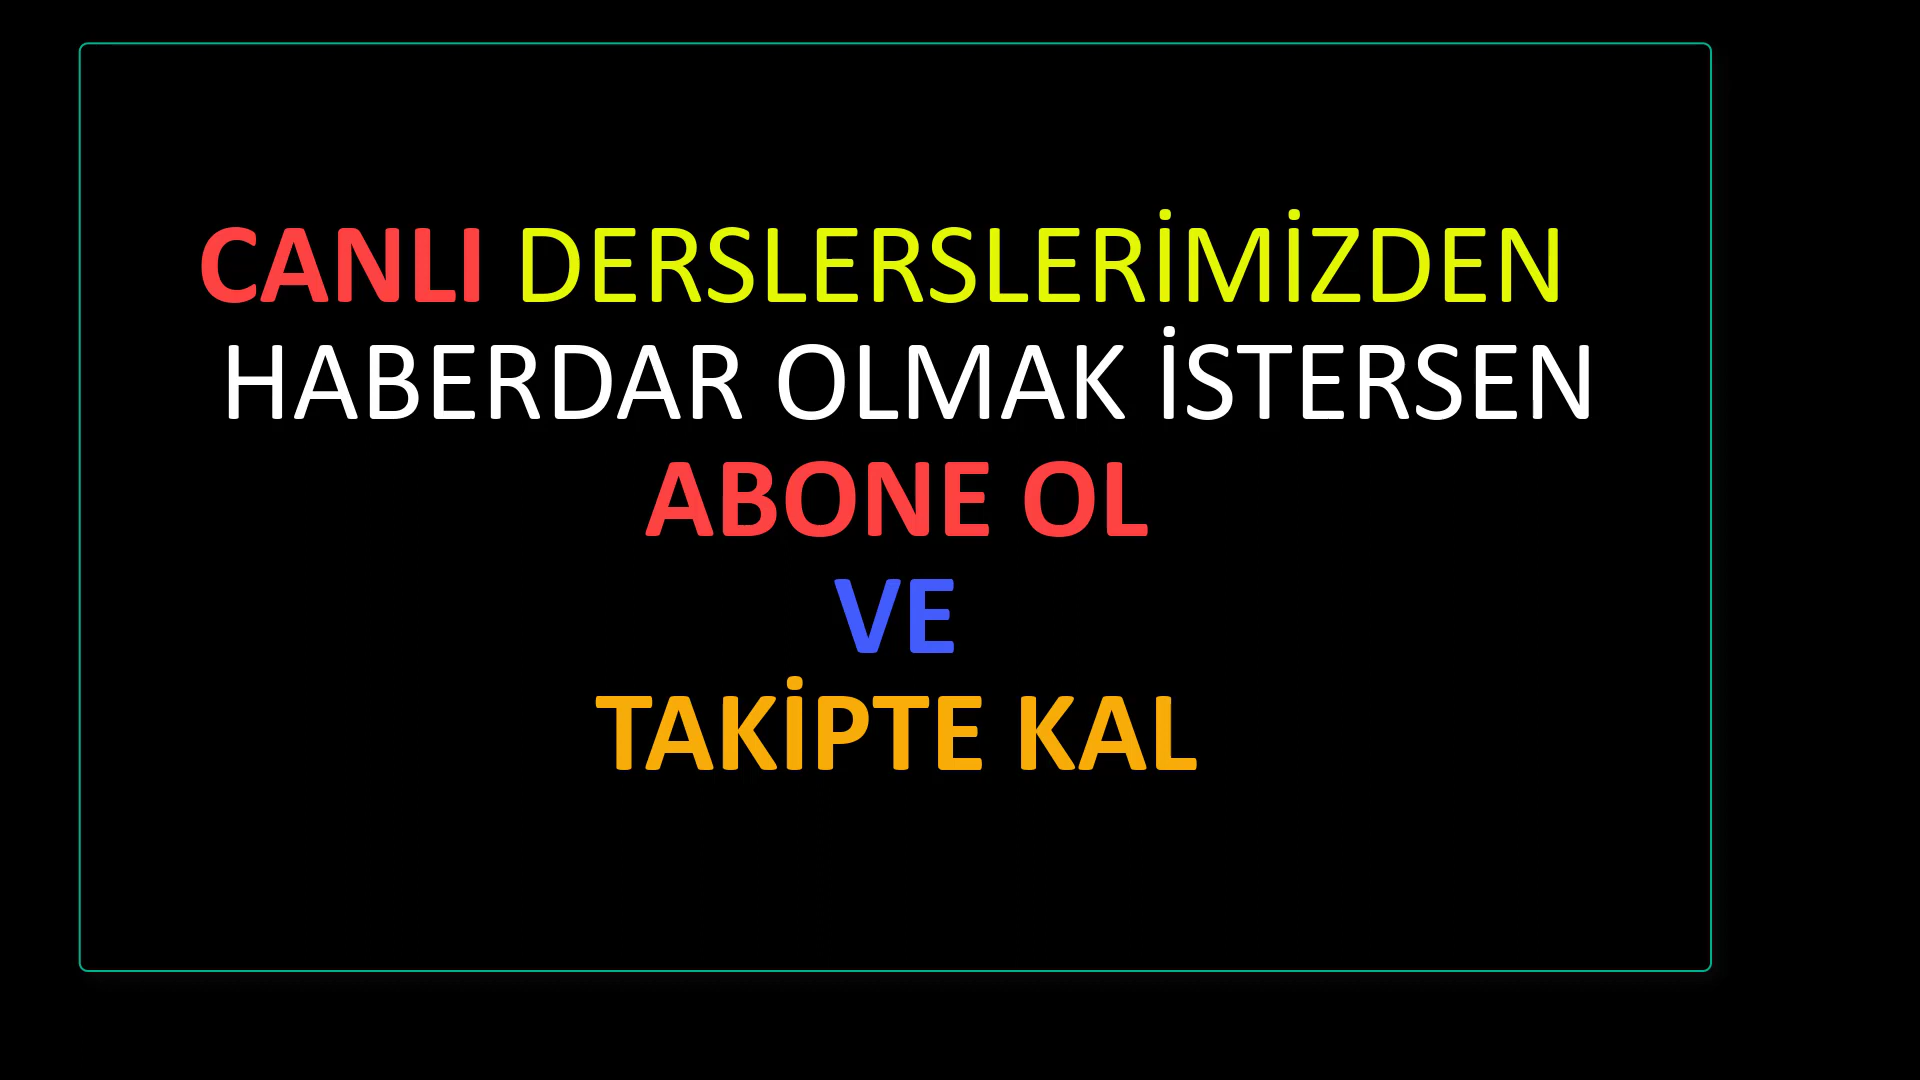 CANLI DERSLERSLERİMİZDEN
HABERDAR OLMAK İSTERSEN
ABONE OL
VE
TAKİPTE KAL